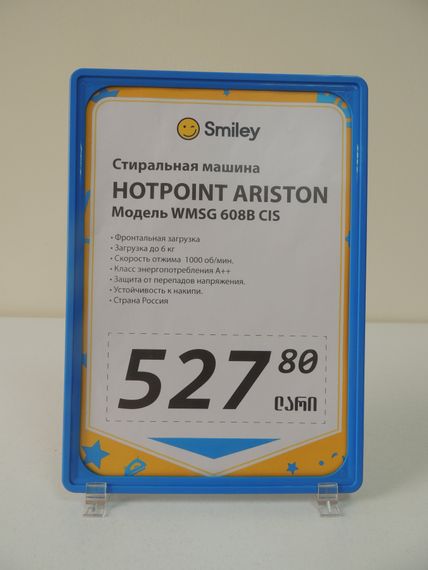 Smiley
Стиральная машина
HOTPOINT ARISTON
Модель WMSG 608B CIS
• Фронтальная загрузка
• Загрузка до 6 кг
• Скорость отжима 1000 об/мин.
• Класс энергопотребления А++
• Защита от перепадов напряжения.
• Устойчивость к накипи.
• Страна Россия
527 80
ლარი